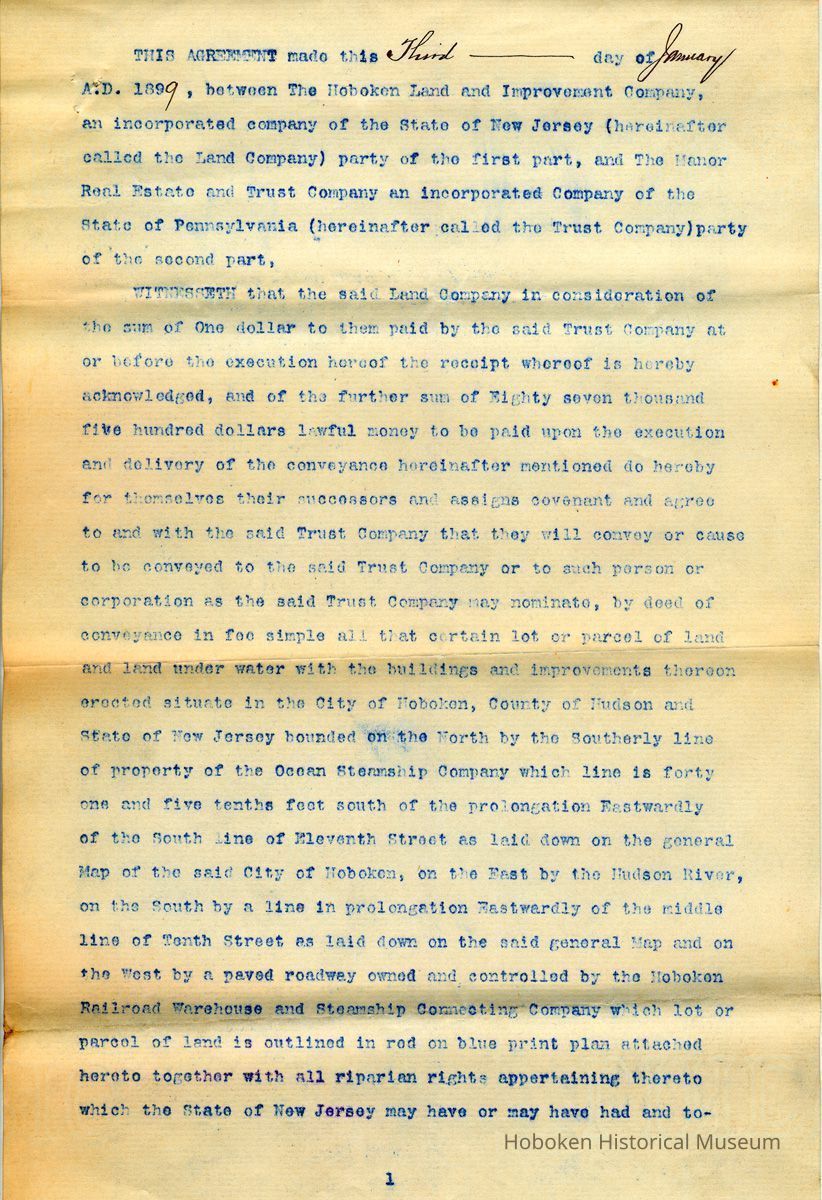 THIS AGREEMENT made this Third day of January
A.D. 1899, between The Hoboken Land and Improvement Company,
an incorporated company of the State of New Jersey (hereinafter
called the Land Company) party of the first part, and The Manor
Real Estate and Trust Company an incorporated Company of the
State of Pennsylvania (hereinafter called the Trust Company)party
of the second part,
WITNESSETH that the said Land Company in consideration of
the sum of One dollar to them paid by the said Trust Company at
or before the execution hereof the receipt whereof is hereby
acknowledged, and of the further sum of Eighty seven thousand
five hundred dollars lawful money to be paid upon the execution
and delivery of the conveyance hereinafter mentioned do hereby
for themselves their successors and assigns covenant and agree
to and with the said Trust Company that they will convey or cause
to be conveyed to the said Trust Company or to such person or
corporation as the said Trust Company may nominate, by deed of
conveyance in fee simple all that certain lot or parcel of land
and land under water with the buildings and improvements thereon
erected situate in the City of Hoboken, County of Hudson and
State of New Jersey bounded on the North by the Southerly line
of property of the Ocean Steamship Company which line is forty
one and five tenths feet south of the prolongation Eastwardly
of the South line of Eleventh Street as laid down on the general
Map of the said City of Hoboken, on the East by the Hudson River,
on the South by a line in prolongation Eastwardly of the middle
line of Tenth Street as laid down on the said general Map and on
the West by a paved roadway owned and controlled by the Hoboken
Railroad Warehouse and Steamship Connecting Company which lot or
parcel of land is outlined in red on blue print plan attached
hereto together with all riparian rights appertaining thereto
which the State of New Jersey may have or may have had and to-
Hoboken Historical Museum
1